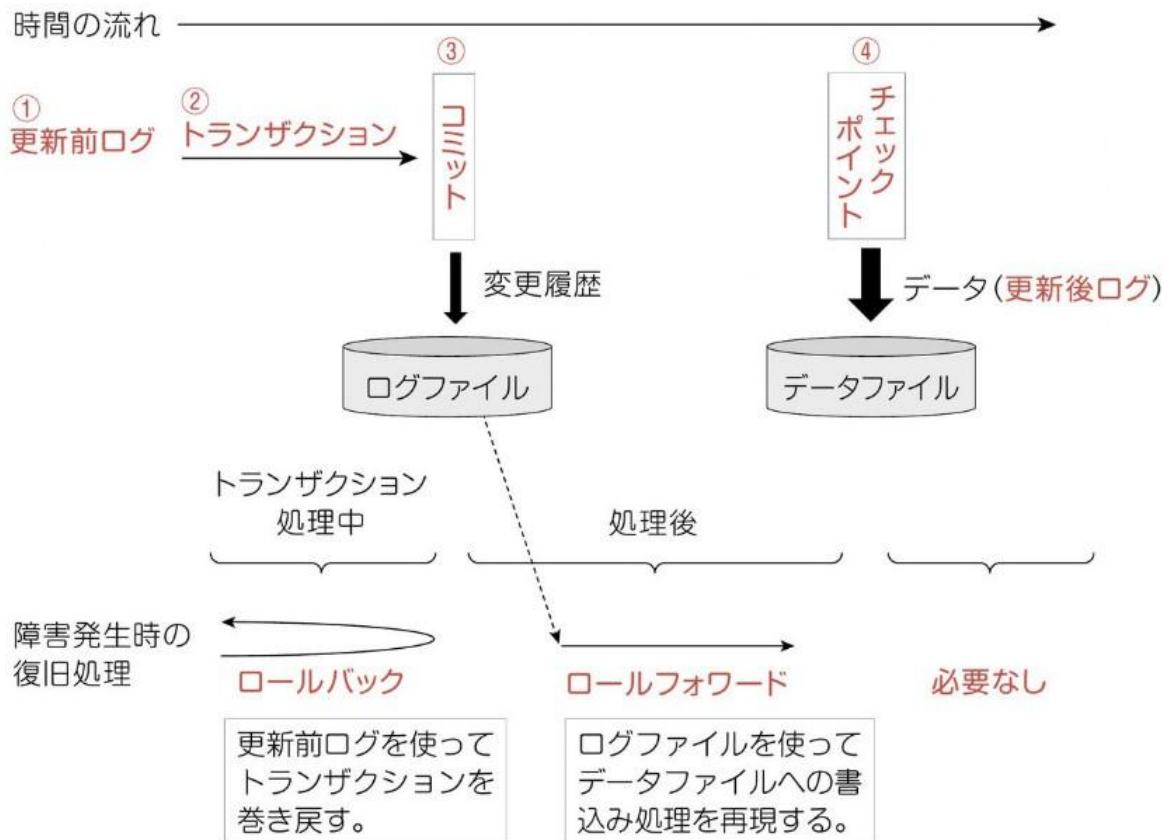 時間の流れ
③
④
①
②
更新前ログ
トランザクション
コミット
チェック
ポイント
変更履歴
データ(更新後ログ)
ログファイル
データファイル
トランザクション
処理中
処理後
障害発生時の
復旧処理
ロールバック
ロールフォワード
必要なし
更新前ログを使って
トランザクションを
巻き戻す。
ログファイルを使って
データファイルへの書
込み処理を再現する。